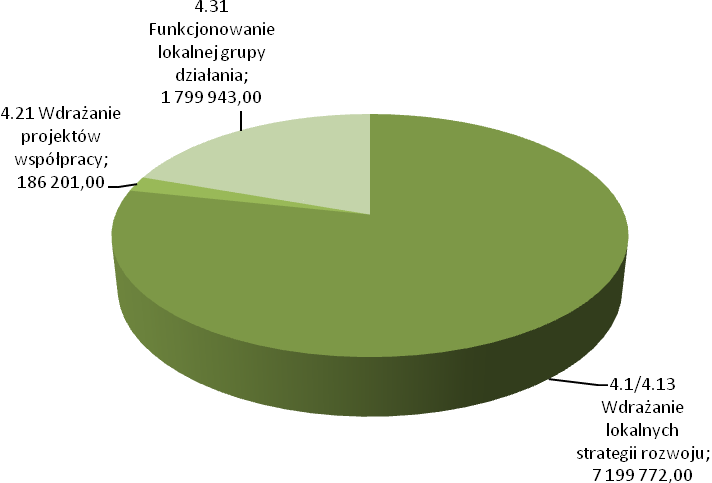 4.31
Funkcjonowanie
lokalnej grupy
działania;
1 799 943,00
4.21 Wdrażanie
projektów
współpracy;
186 201,00
4.1/4.13
Wdrażanie
lokalnych
strategii rozwoju;
7 199 772,00